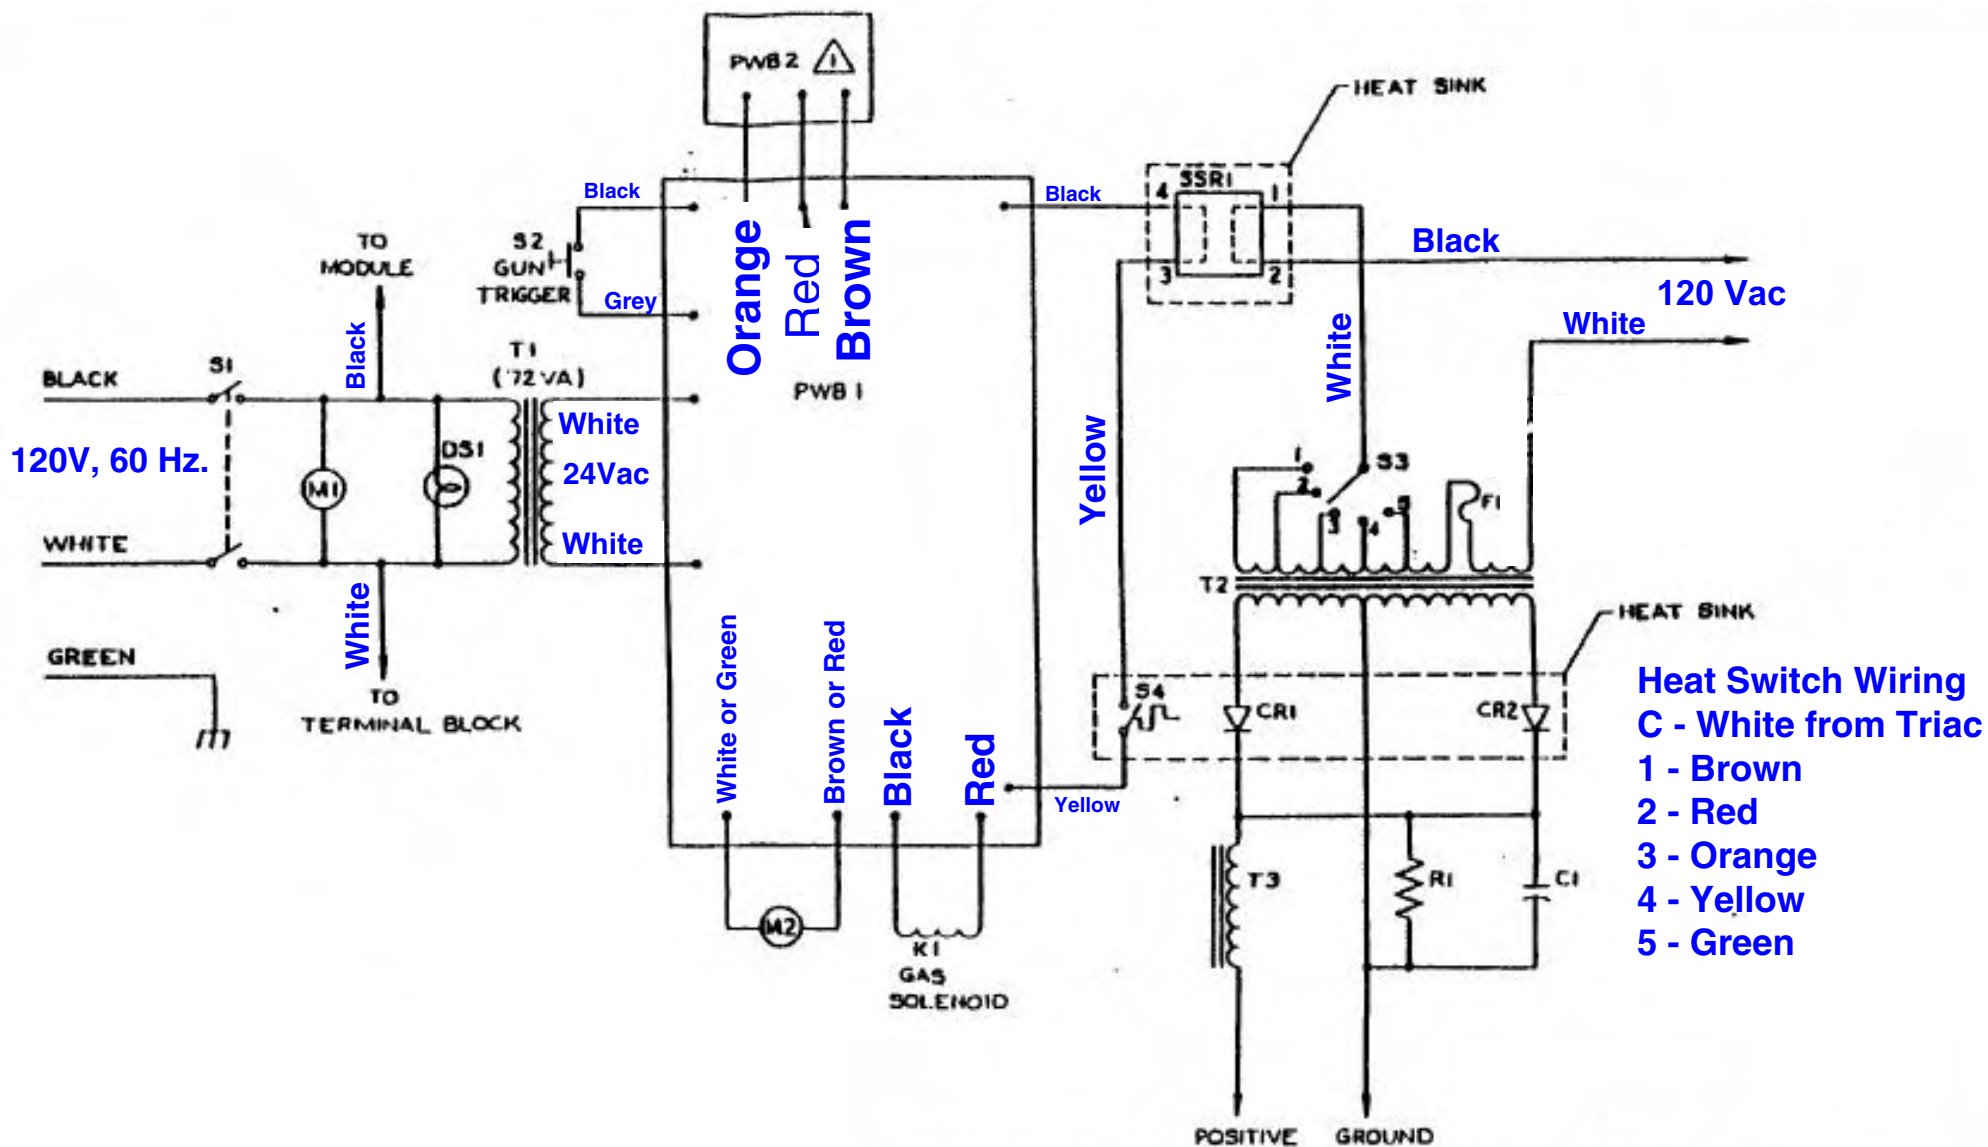 PWB2
1
HEAT SINK
SSR1
4
1
3
2
Black
Black
S2
GUN
TRIGGER
Grey
Orange
Red
Brown
PWB 1
Black
120 Vac
White
TO
MODULE
Black
T1
(72 VA)
S1
BLACK
120V, 60 Hz.
WHITE
M1
DS1
White
24Vac
White
White
Yellow
1
2
3
4
5
S3
F1
T2
HEAT SINK
GREEN
White
TO
TERMINAL BLOCK
White or Green
Brown or Red
Black
Red
Yellow
S4
CR1
CR2
Heat Switch Wiring
C - White from Triac
1 - Brown
2 - Red
3 - Orange
4 - Yellow
5 - Green
M2
K1
GAS
SOLENOID
T3
R1
C1
POSITIVE
GROUND